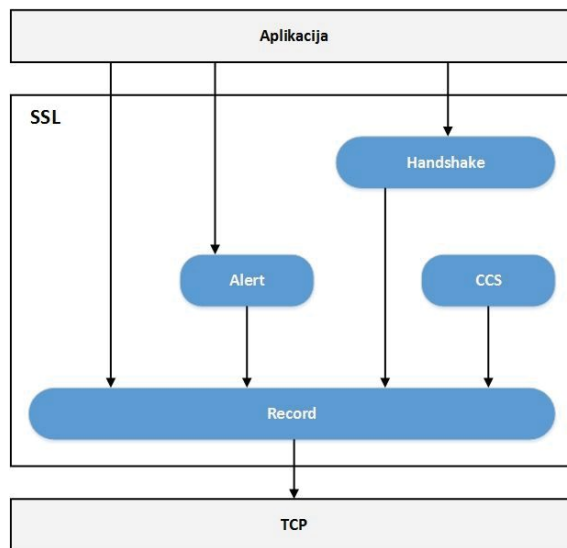 Aplikacija
SSL
Handshake
Alert
CCS
Record
TCP